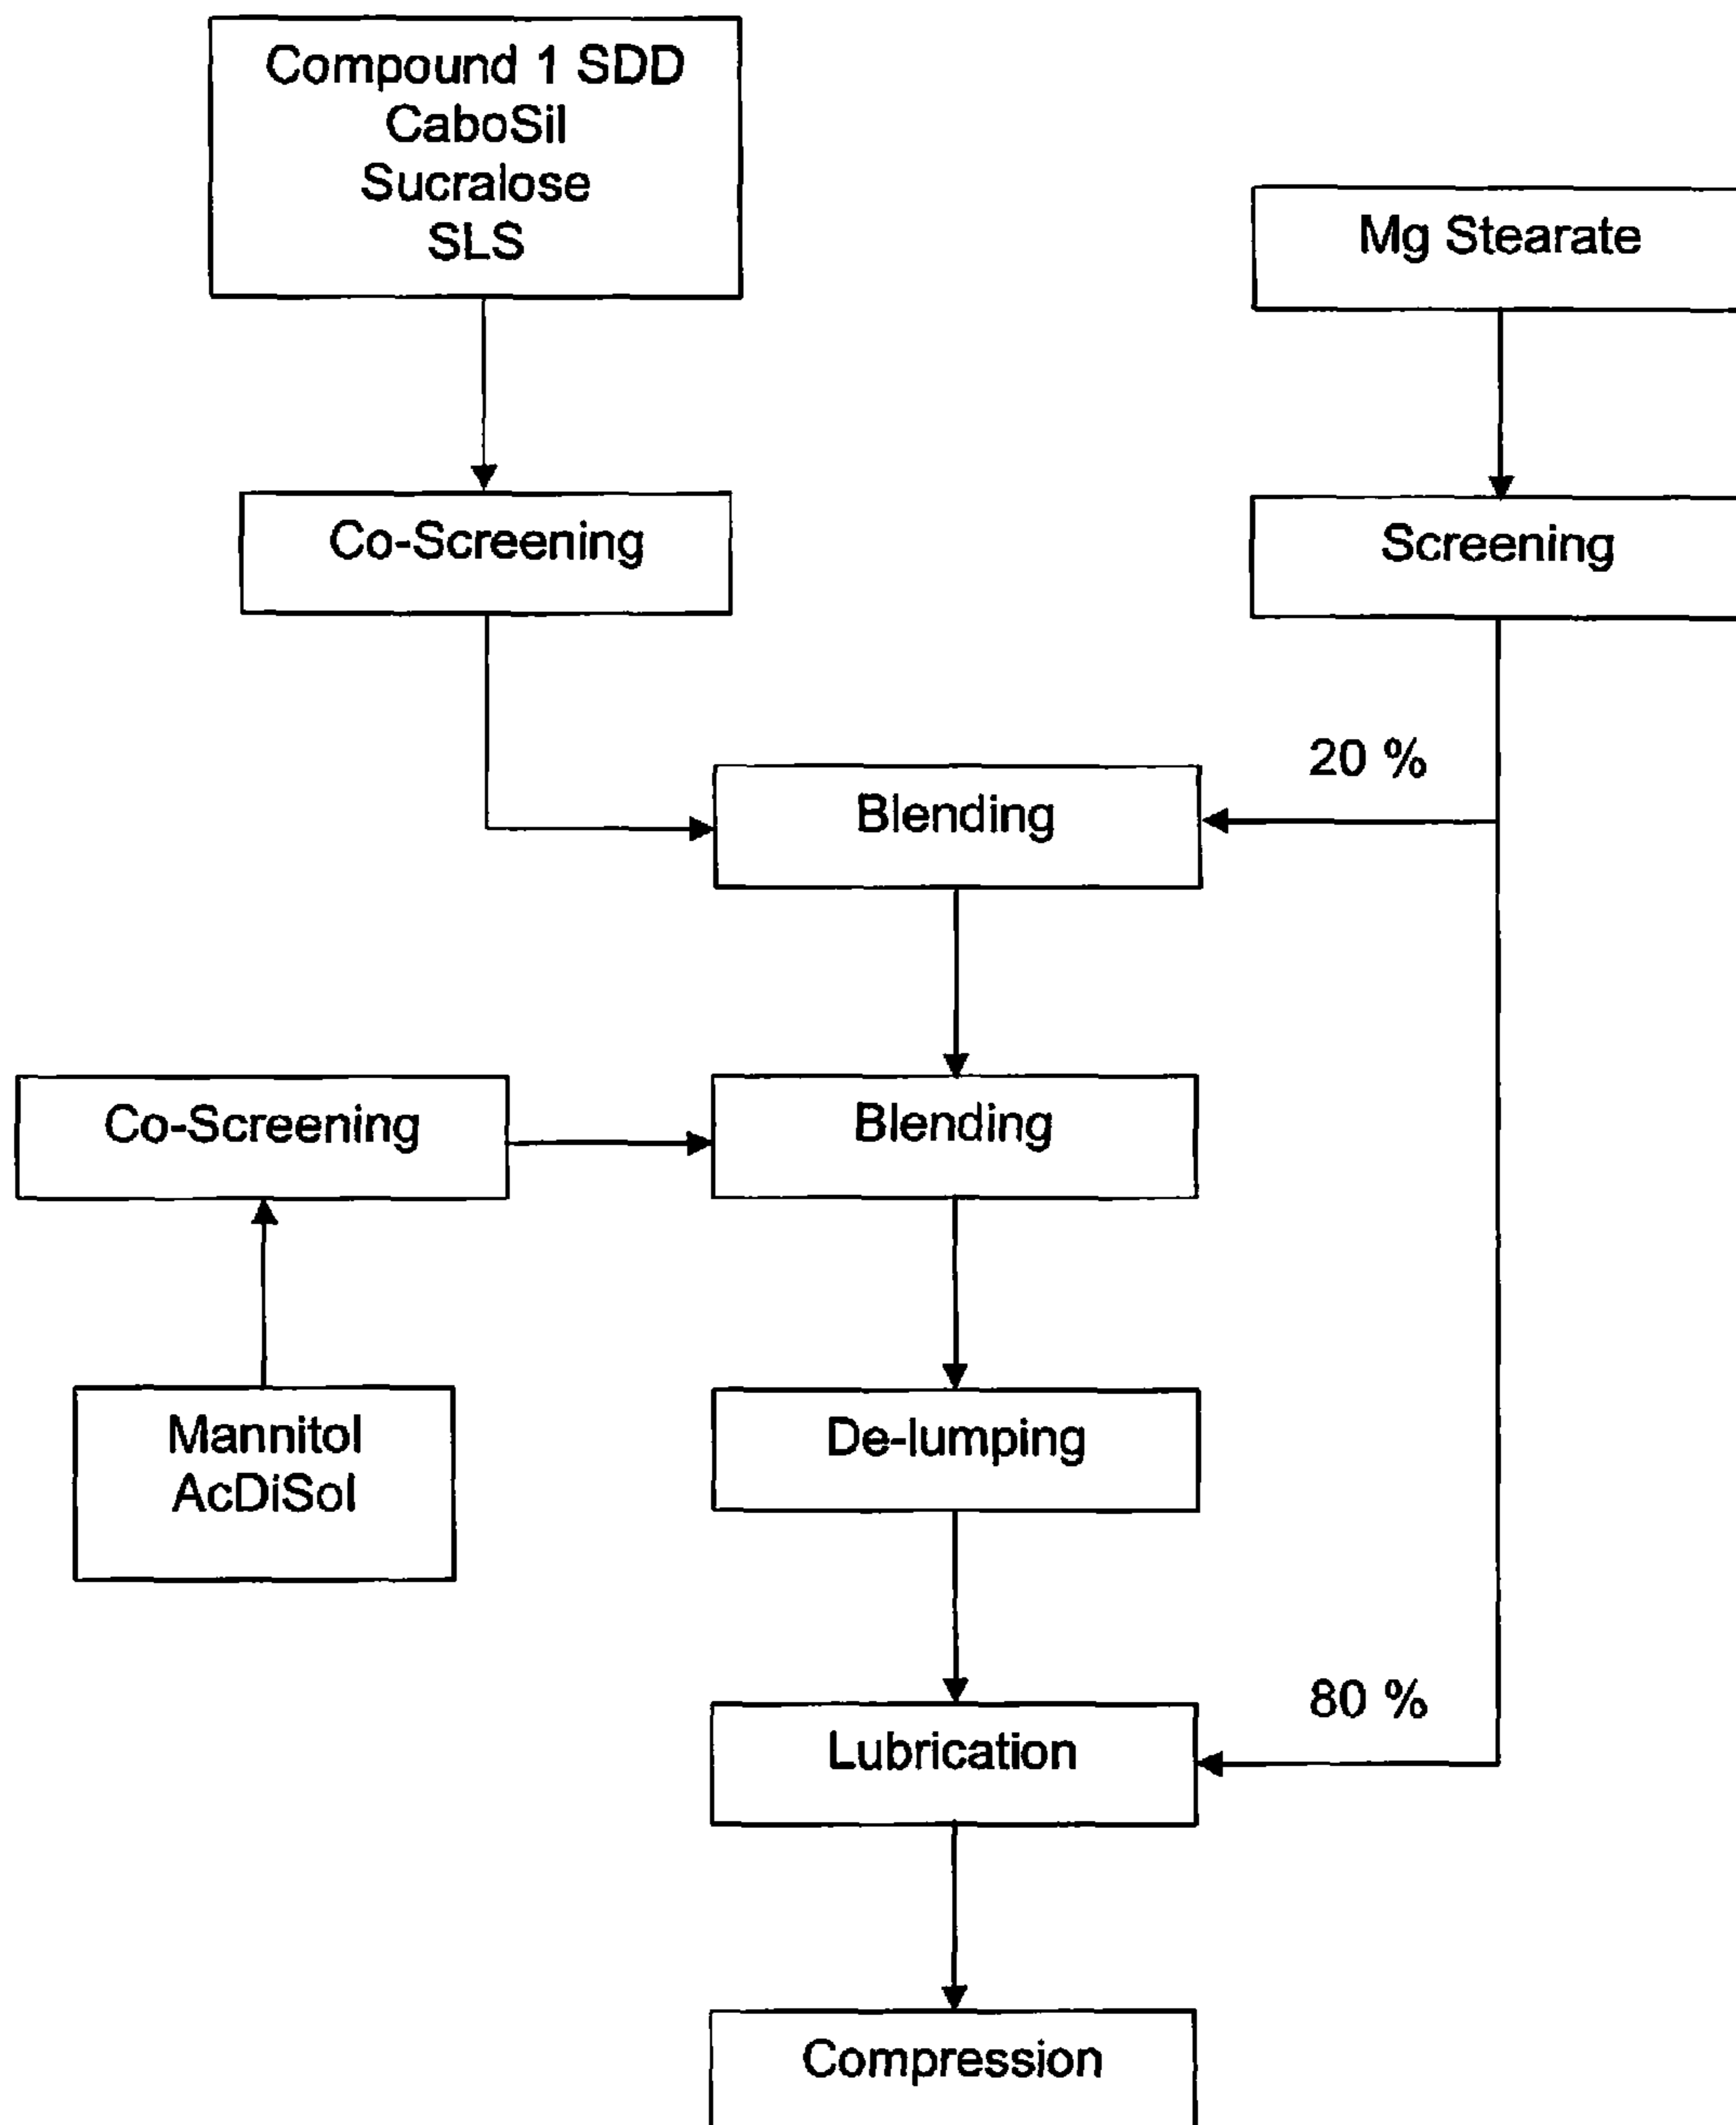 Compound 1 SDD
CaboSil
Sucralose
SLS
Mg Stearate
Co-Screening
Screening
20 %
Blending
Co-Screening
Blending
Mannitol
AcDiSol
De-lumping
80 %
Lubrication
Compression